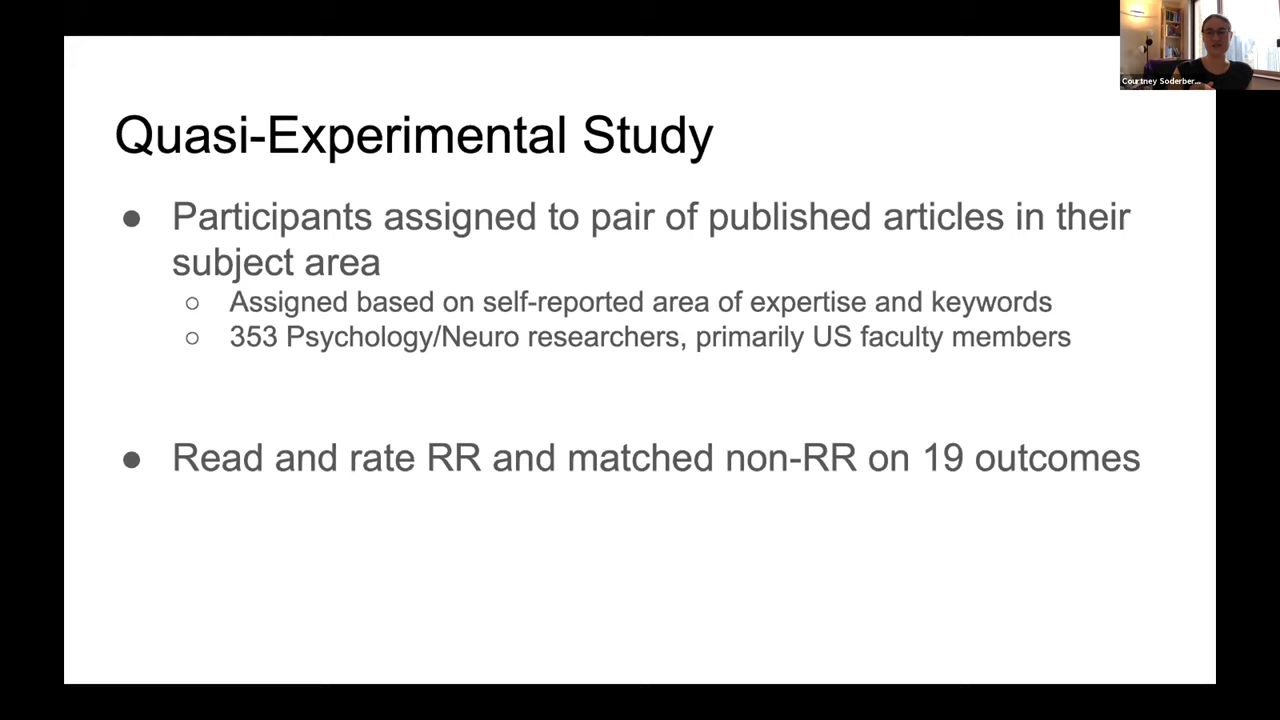 Courtney Soderber...
Quasi-Experimental Study
● Participants assigned to pair of published articles in their
subject area
○ Assigned based on self-reported area of expertise and keywords
○ 353 Psychology/Neuro researchers, primarily US faculty members
● Read and rate RR and matched non-RR on 19 outcomes